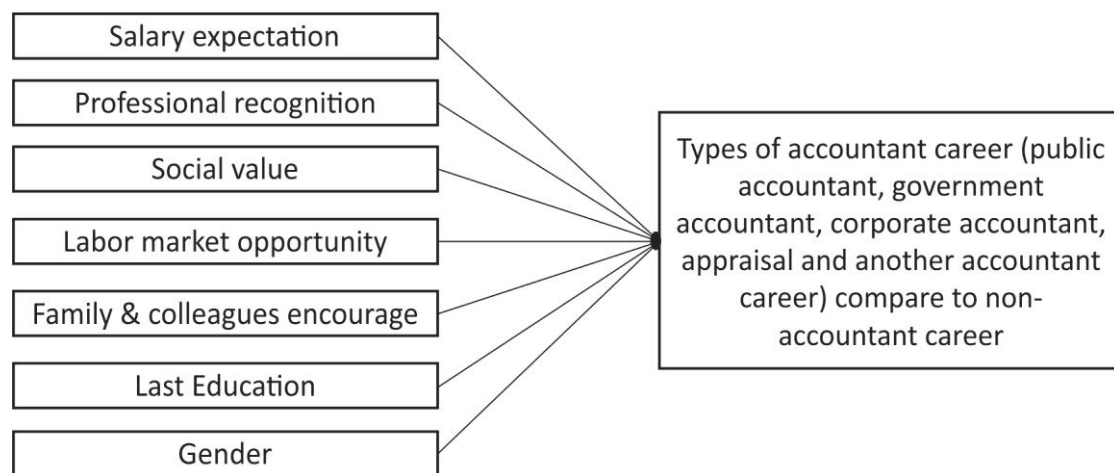 Salary expectation
Professional recognition
Social value
Labor market opportunity
Family & colleagues encourage
Last Education
Gender
Types of accountant career (public
accountant, government
accountant, corporate accountant,
appraisal and another accountant
career) compare to non-
accountant career